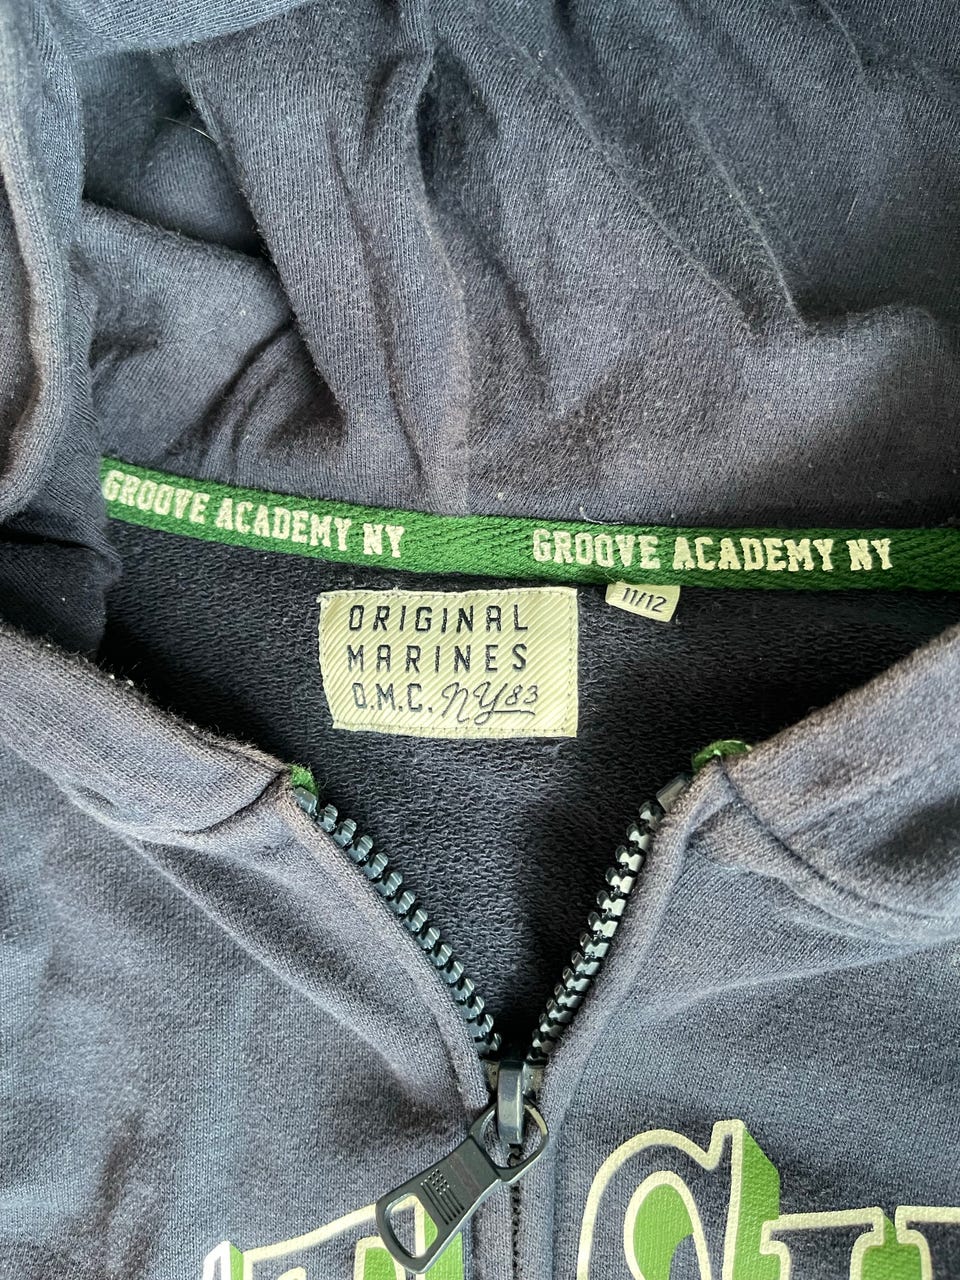 GROOVE ACADEMY NY
GROOVE ACADEMY NY
11/12
ORIGINAL
MARINES
O.M.C. NY83